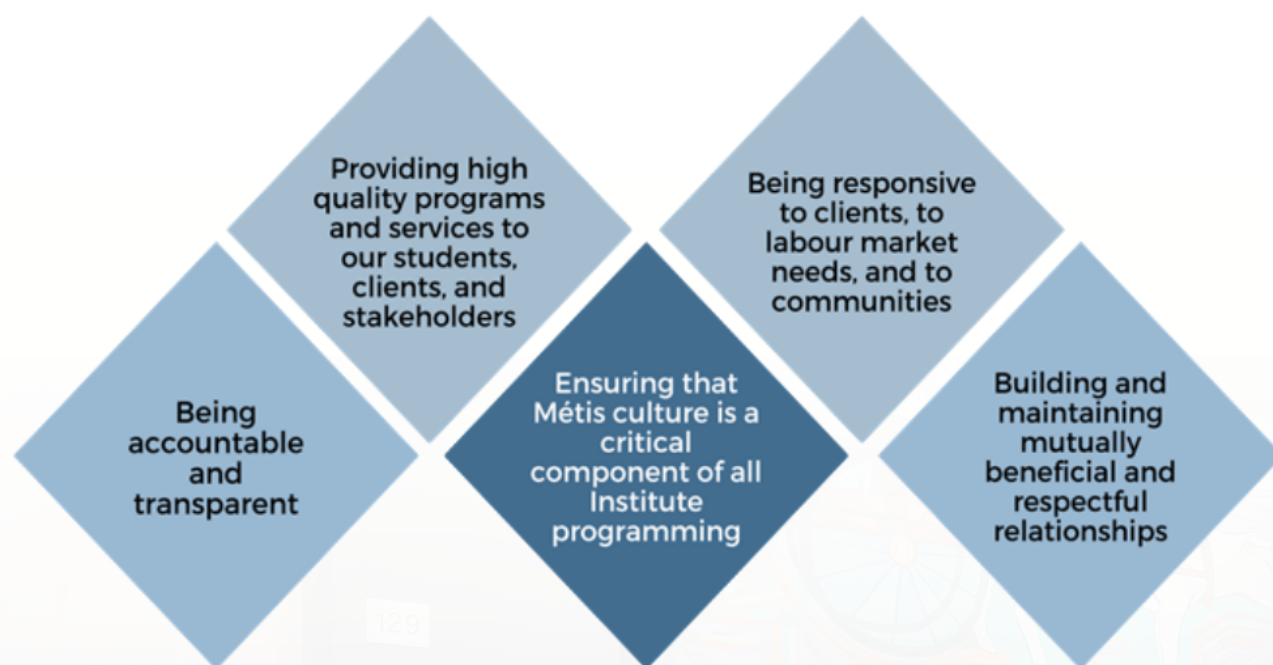 Providing high
quality programs
and services to
our students,
clients, and
stakeholders
Being responsive
to clients, to
labour market
needs, and to
communities
Being
accountable
and
transparent
Ensuring that
Métis culture is a
critical
component of all
Institute
programming
Building and
maintaining
mutually
beneficial and
respectful
relationships
129